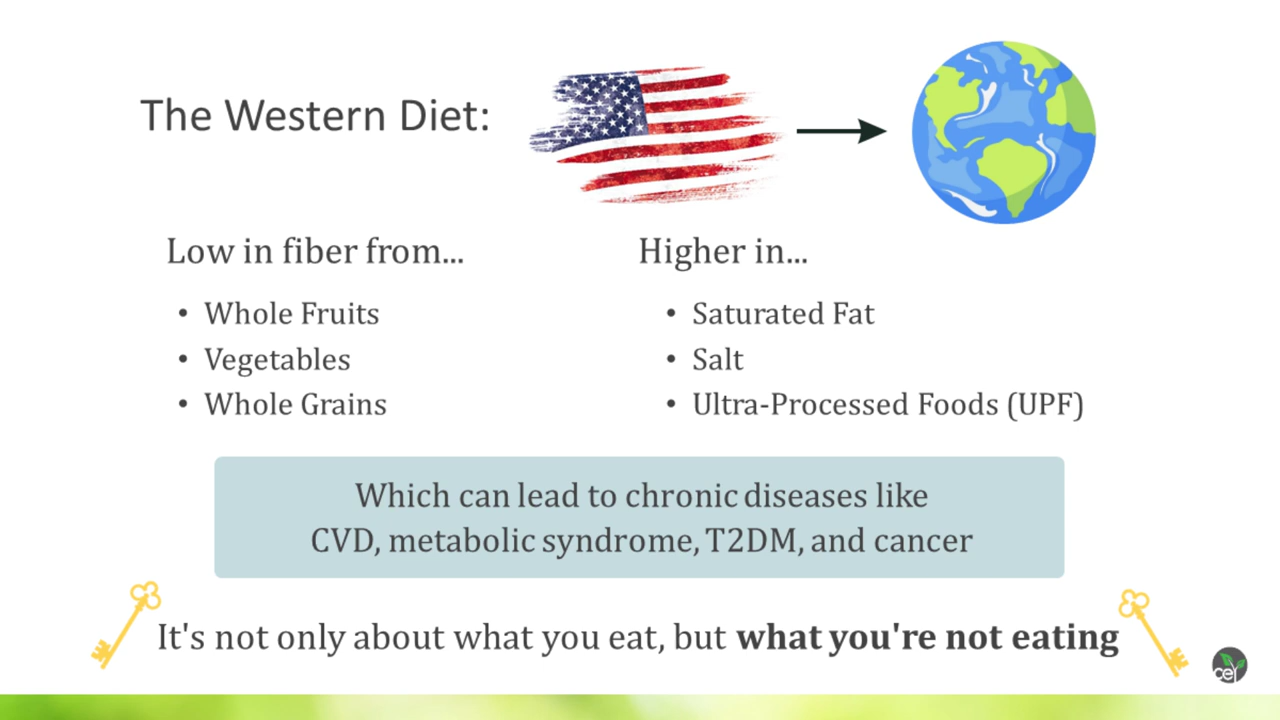 The Western Diet:
Low in fiber from...
• Whole Fruits
• Vegetables
• Whole Grains
Higher in...
• Saturated Fat
• Salt
• Ultra-Processed Foods (UPF)
Which can lead to chronic diseases like
CVD, metabolic syndrome, T2DM, and cancer
It's not only about what you eat, but what you're not eating
cey